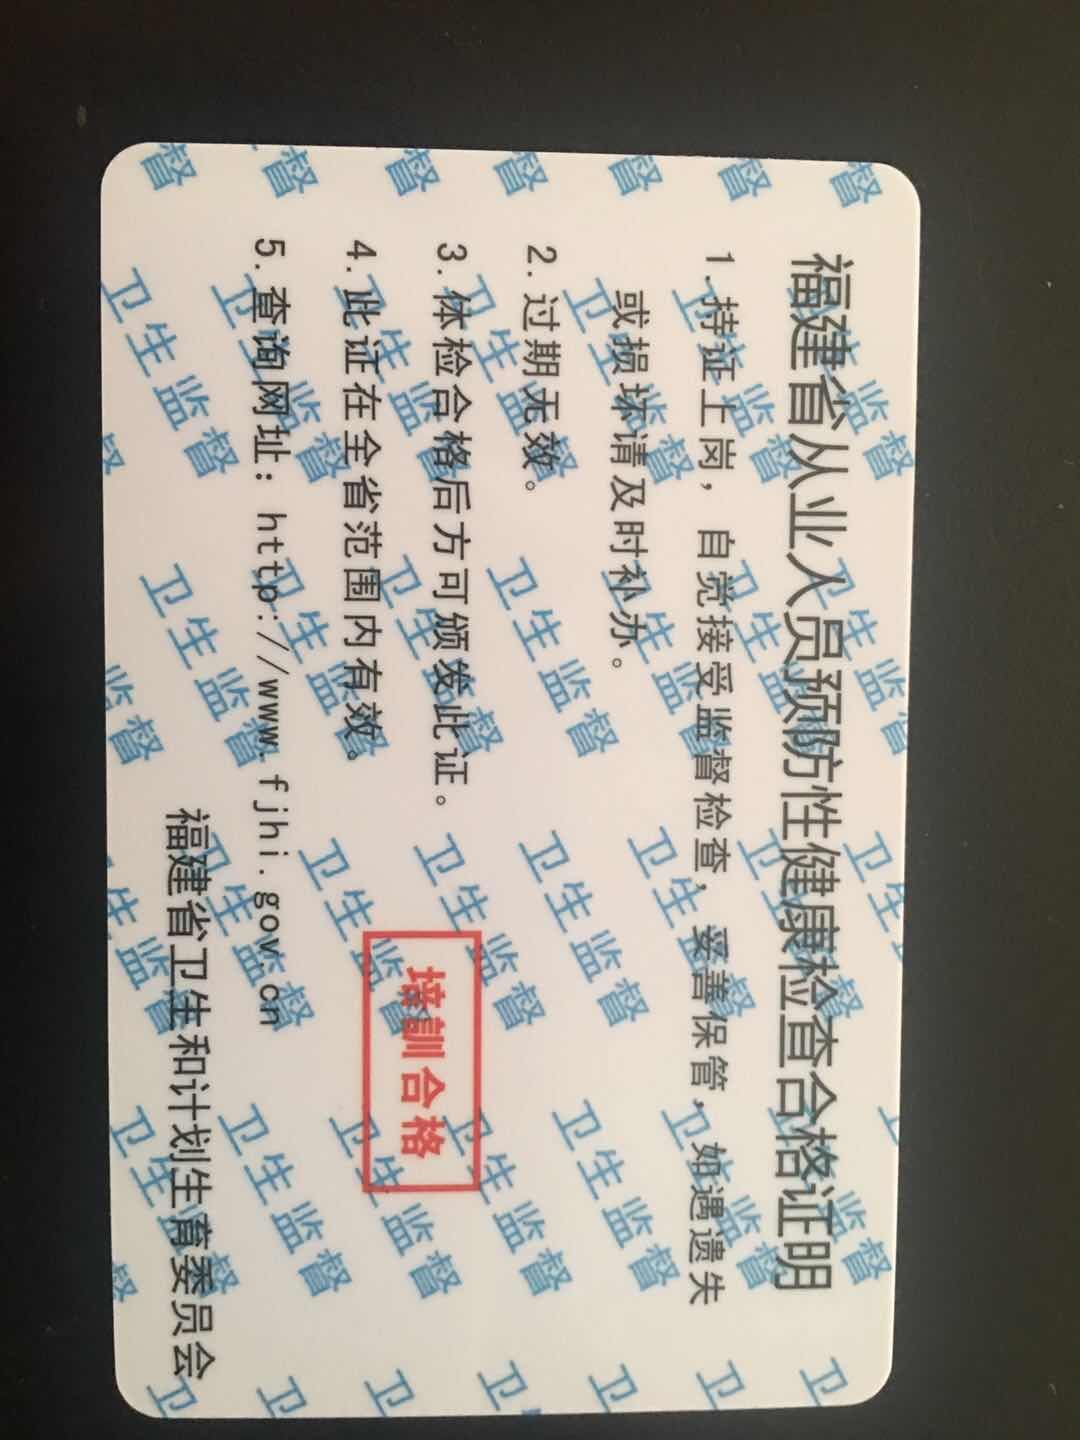 福建省从业人员预防性健康检查合格证明
1.持证上岗，自觉接受监督检查，妥善保管，如遇遗失
或损坏请及时补办。
2.过期无效。
3.体检合格后方可颁发此证。
4.此证在全省范围内有效。
5.查询网址：http://www.fjhi.gov.cn
培訓合格
福建省卫生和计划生育委员会
卫生监督